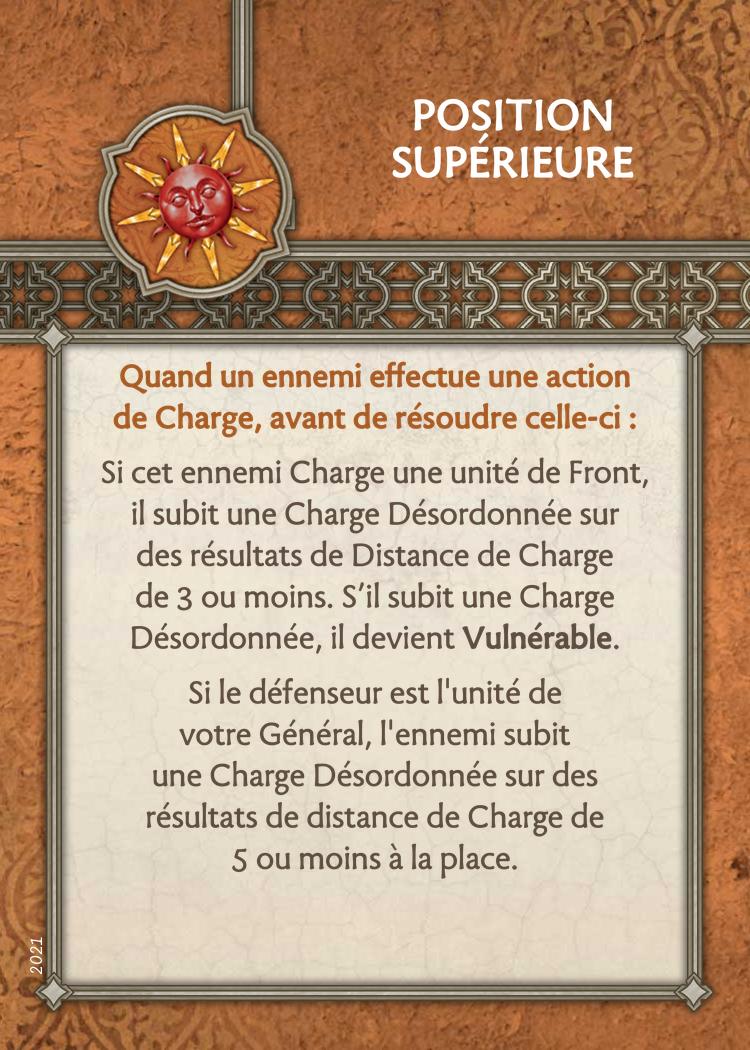 POSITION
SUPÉRIEURE
Quand un ennemi effectue une action
de Charge, avant de résoudre celle-ci :
Si cet ennemi Charge une unité de Front,
il subit une Charge Désordonnée sur
des résultats de Distance de Charge
de 3 ou moins. S’il subit une Charge
Désordonnée, il devient Vulnérable.
Si le défenseur est l'unité de
votre Général, l'ennemi subit
une Charge Désordonnée sur des
résultats de distance de Charge de
5 ou moins à la place.
2021